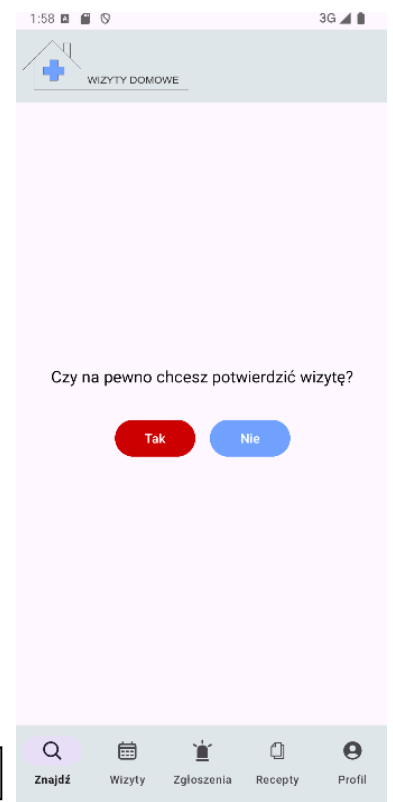 1:58 3G
WIZYTY DOMOWE
Czy na pewno chcesz potwierdzić wizytę?
Tak Nie
Znajdź Wizyty Zgłoszenia Recepty Profil